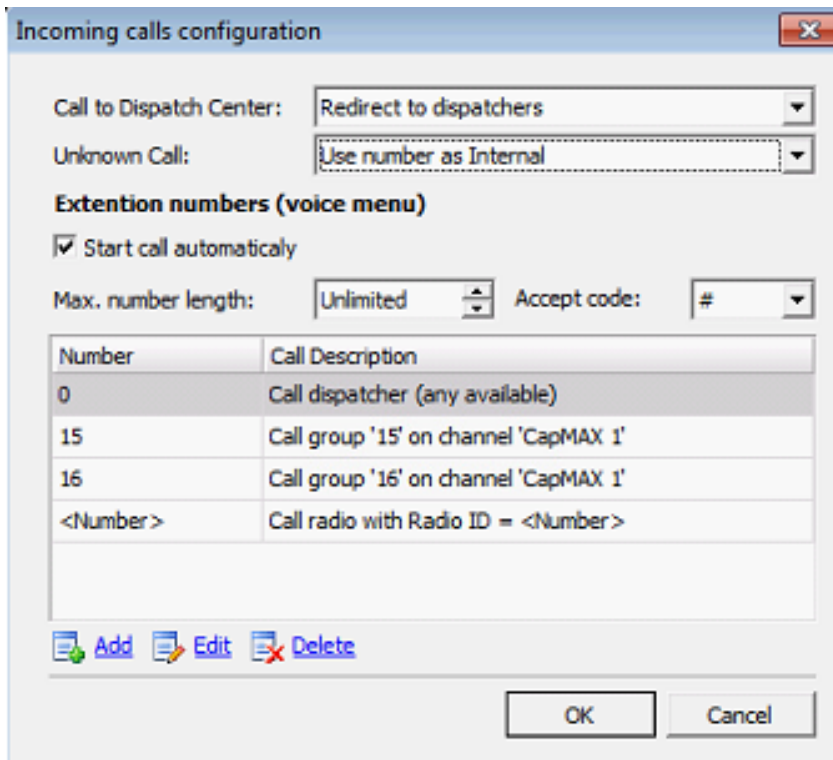 Incoming calls configuration
Call to Dispatch Center: Redirect to dispatchers
Unknown Call: Use number as Internal
Extention numbers (voice menu)
Start call automaticaly
Max. number length: Unlimited Accept code: #
Number Call Description
0 Call dispatcher (any available)
15 Call group '15' on channel 'CapMAX 1'
16 Call group '16' on channel 'CapMAX 1'
<Number> Call radio with Radio ID = <Number>
Add Edit Delete
OK Cancel